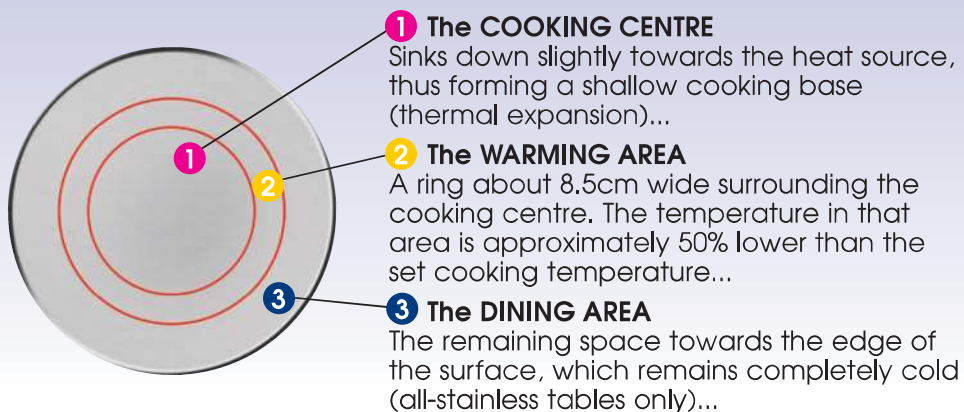 1 The COOKING CENTRE
Sinks down slightly towards the heat source,
thus forming a shallow cooking base
(thermal expansion)...
1
2 The WARMING AREA
2
A ring about 8.5cm wide surrounding the
cooking centre. The temperature in that
area is approximately 50% lower than the
set cooking temperature...
3
3 The DINING AREA
The remaining space towards the edge of
the surface, which remains completely cold
(all-stainless tables only)...